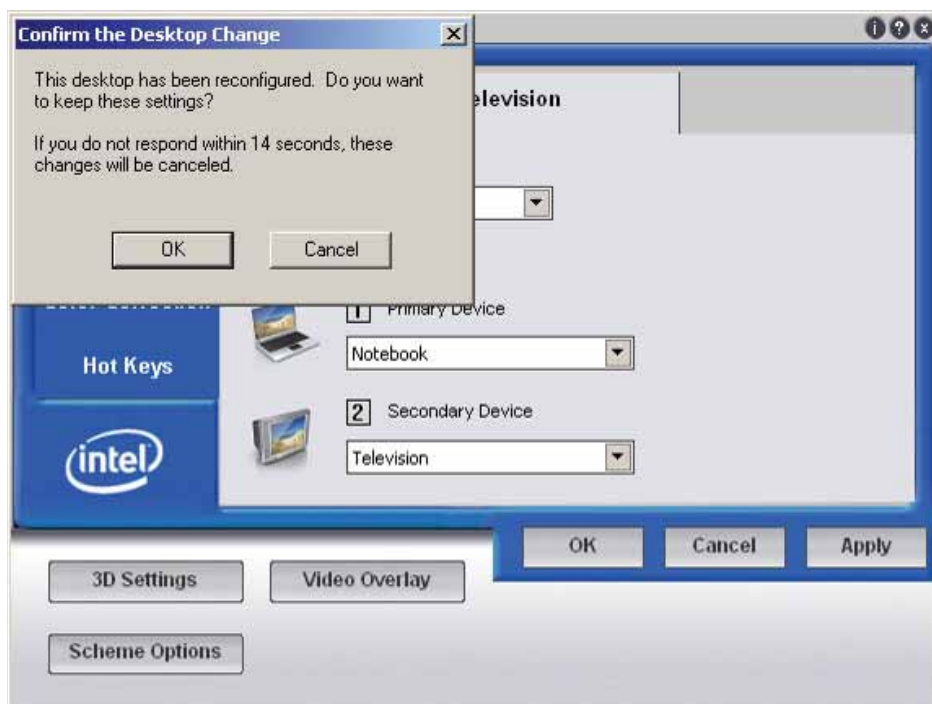 Confirm the Desktop Change
This desktop has been reconfigured. Do you want
to keep these settings?
If you do not respond within 14 seconds, these
changes will be canceled.
OK
Cancel
elevision
1 Primary Device
Notebook
Hot Keys
2 Secondary Device
Television
intel
OK
Cancel
Apply
3D Settings
Video Overlay
Scheme Options